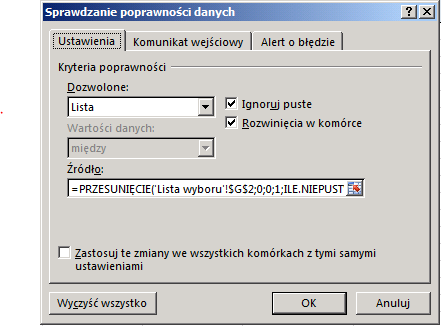 Sprawdzanie poprawności danych
Ustawienia Komunikat wejściowy Alert o błędzie
Kryteria poprawności
Dozwolone:
Lista
Ignoruj puste
Rozwinięcia w komórce
Wartości danych:
między
Źródło:
=PRZESUNIĘCIE('Lista wyboru'!$G$2;0;0;1;ILE.NIEPUST
Zastosuj te zmiany we wszystkich komórkach z tymi samymi
ustawieniami
Wyczyść wszystko OK Anuluj